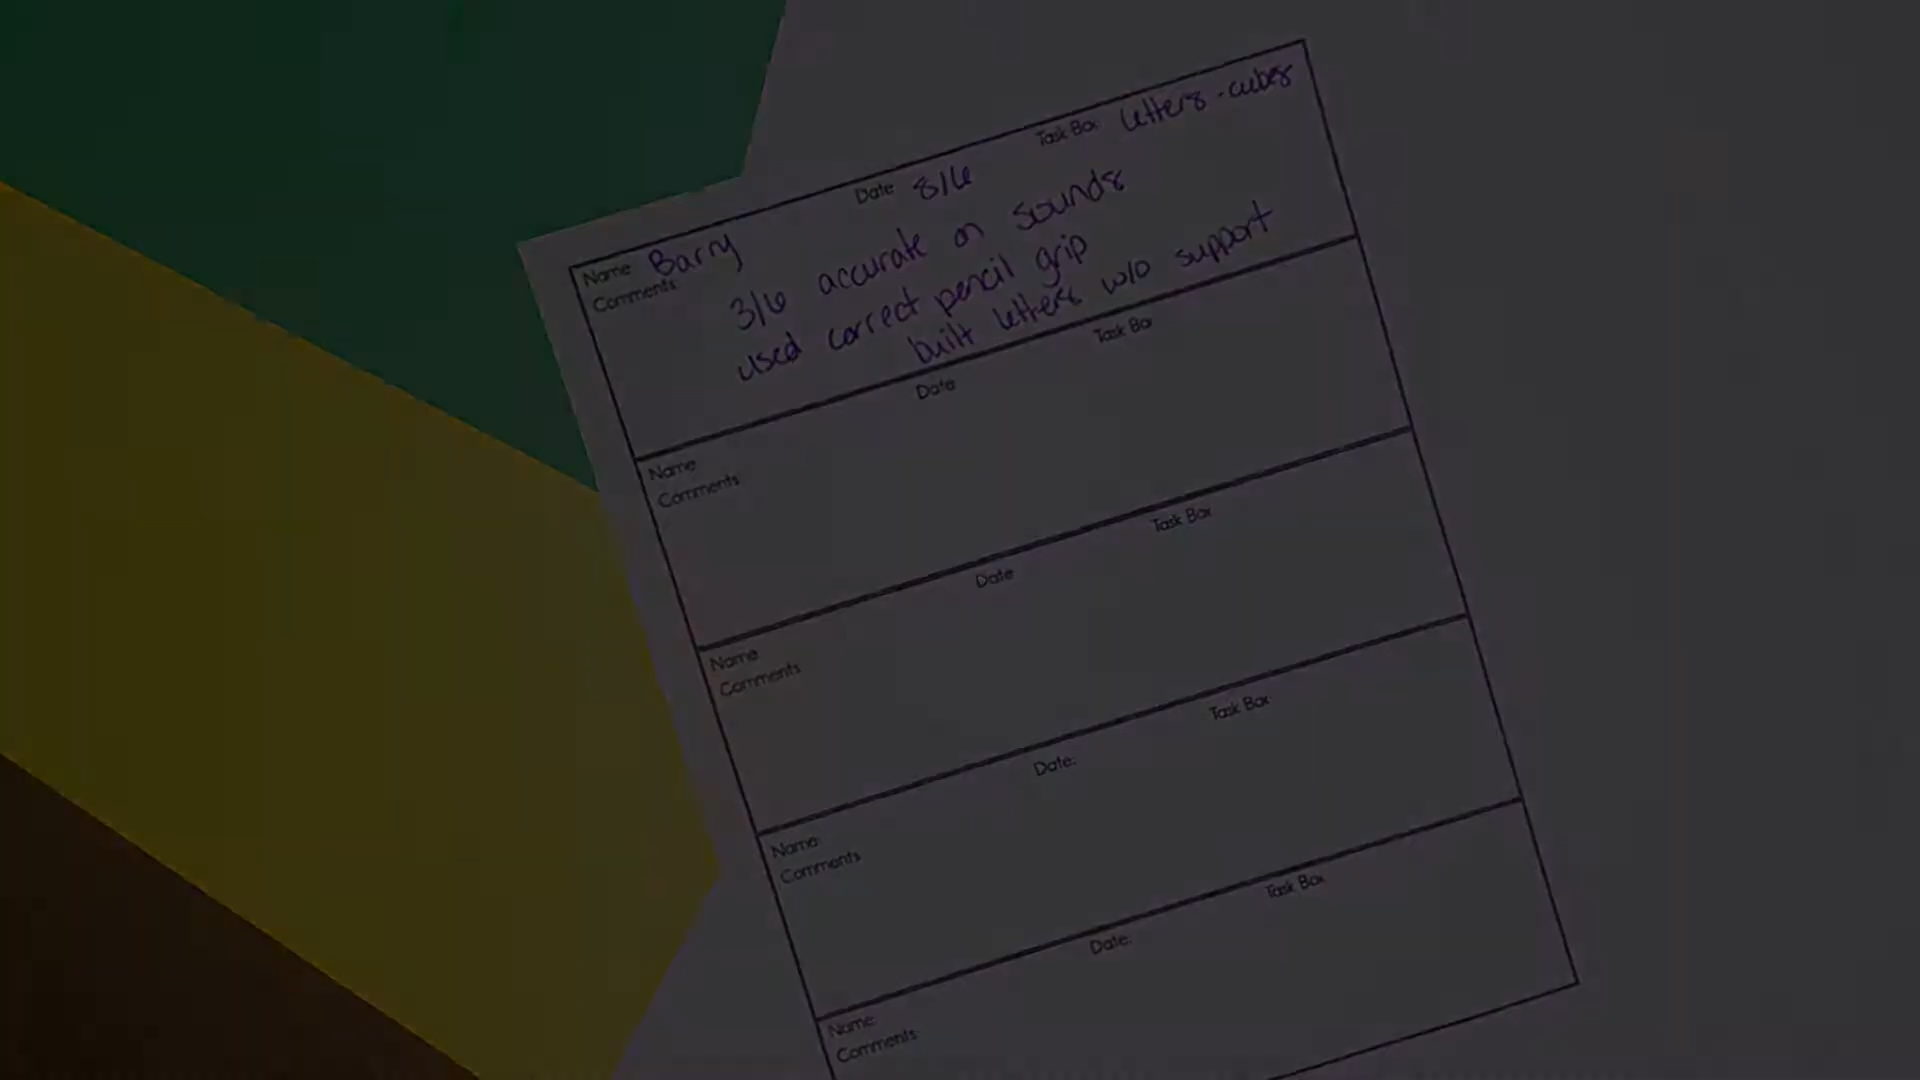 Name: Barry Date 8/6 Task Box: letters-cubes
Comments: 3/6 accurate on sounds
used correct pencil grip
built letters w/o support
Name Date Task Box
Comments
Name Date Task Box
Comments
Name: Date: Task Box
Comments
Name: Date: Task Box
Comments